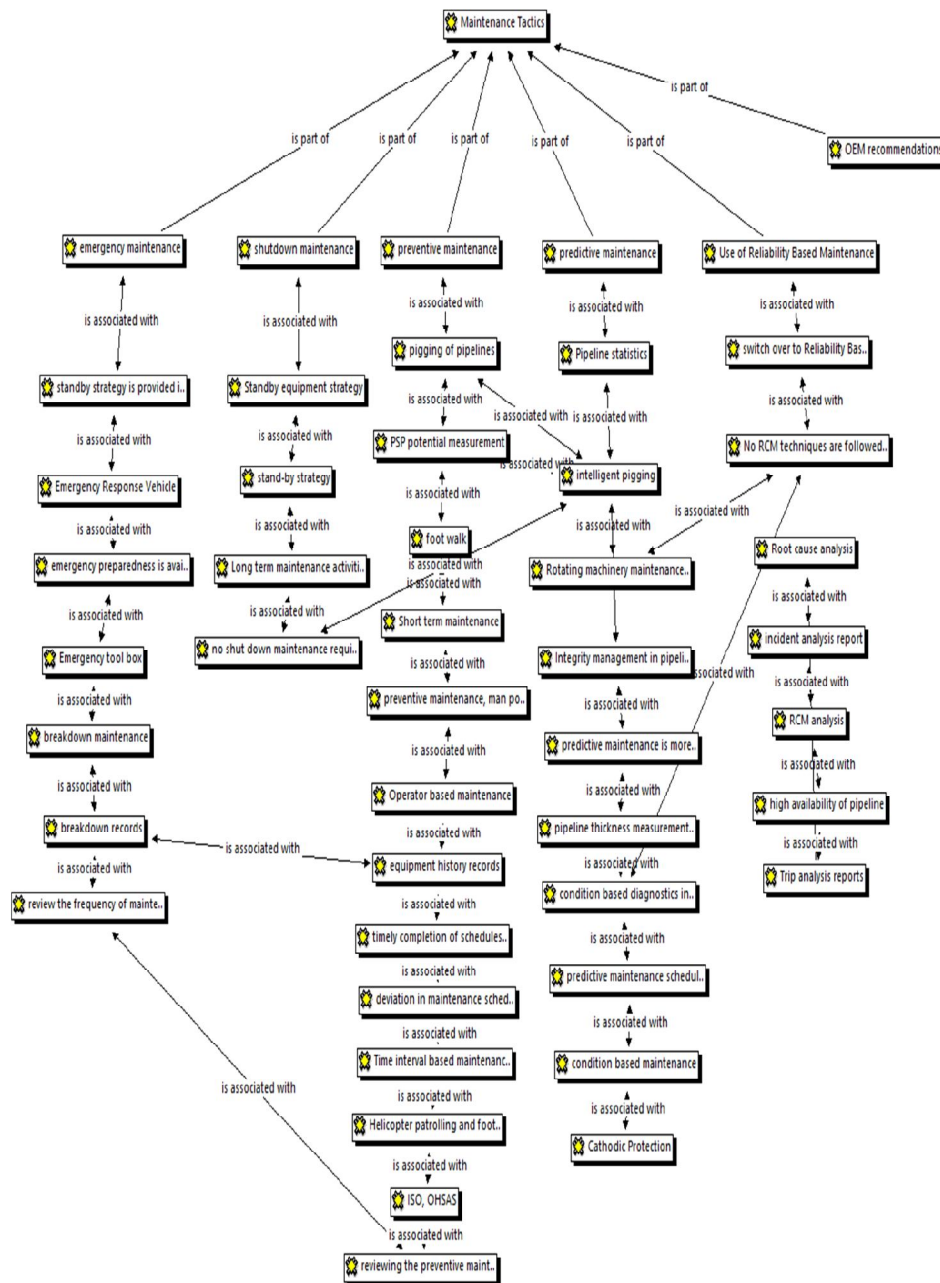 Maintenance Tactics
is part of
OEM recommendations
is part of
is part of
is part of
is part of
is part of
emergency maintenance
shutdown maintenance
preventive maintenance
predictive maintenance
Use of Reliability Based Maintenance
is associated with
is associated with
is associated with
is associated with
is associated with
pigging of pipelines
Pipeline statistics
switch over to Reliability Bas..
standby strategy is provided i..
Standby equipment strategy
is associated with
is associated with
is associated with
is associated with
is associated with
is associated with
PSP potential measurement
No RCM techniques are followed..
is associated with
Emergency Response Vehicle
stand-by strategy
intelligent pigging
is associated with
is associated with
is associated with
is associated with
is associated with
foot walk
Root cause analysis
emergency preparedness is avai..
Long term maintenance activiti..
is associated with
Rotating machinery maintenance..
is associated with
is associated with
is associated with
is associated with
Short term maintenance
incident analysis report
Emergency tool box
no shut down maintenance requi..
Integrity management in pipeli..
is associated with
is associated with
is associated with
associated with
is associated with
preventive maintenance, man po..
RCM analysis
breakdown maintenance
predictive maintenance is more..
is associated with
is associated with
is associated with
is associated with
Operator based maintenance
high availability of pipeline
breakdown records
is associated with
pipeline thickness measurement..
is associated with
is associated with
equipment history records
is associated with
is associated with
Trip analysis reports
review the frequency of mainte..
condition based diagnostics in..
is associated with
timely completion of schedules..
is associated with
is associated with
predictive maintenance schedul..
deviation in maintenance sched..
is associated with
is associated with
Time interval based maintenanc..
condition based maintenance
is associated with
is associated with
is associated with
Helicopter patrolling and foot..
Cathodic Protection
is associated with
ISO, OHSAS
is associated with
reviewing the preventive maint..